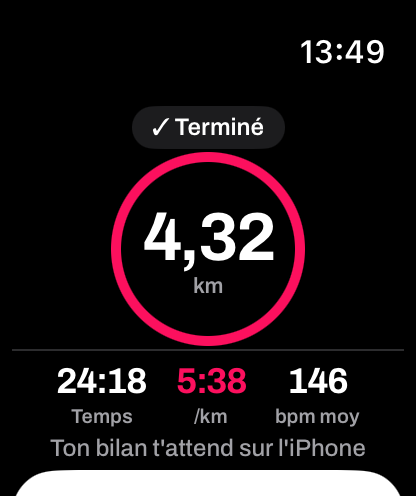 13:49
✓ Terminé
4,32
km
24:18 5:38 146
Temps /km bpm moy
Ton bilan t'attend sur l'iPhone